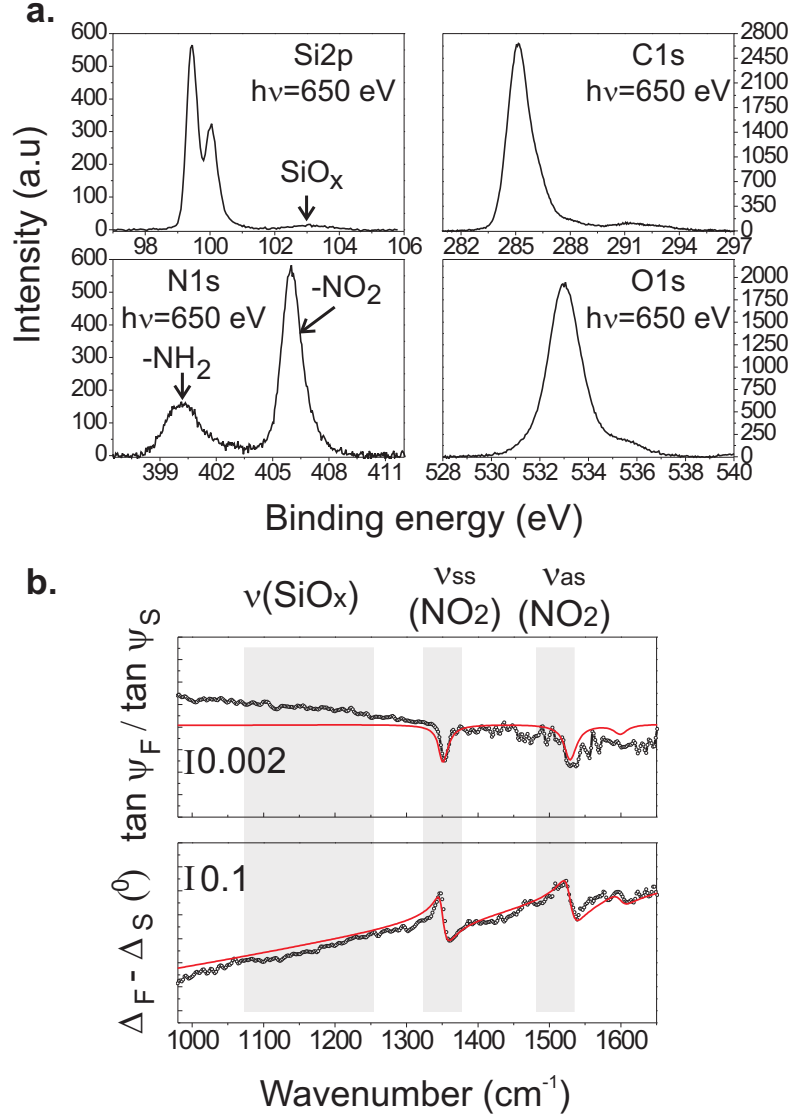 a.
Intensity (a.u)
600
500
400
300
200
100
0
Si2p
hν=650 eV
SiOx
98 100 102 104 106
C1s
hν=650 eV
2800
2450
2100
1750
1400
1050
700
350
0
282 285 288 291 294 297
600
500
400
300
200
100
0
N1s
hν=650 eV
-NO2
-NH2
399 402 405 408 411
O1s
hν=650 eV
2000
1750
1500
1250
1000
750
500
250
0
528 530 532 534 536 538 540
Binding energy (eV)
b.
ν(SiOx)
νss
(NO2)
νas
(NO2)
tan ψF / tan ψS
I0.002
ΔF - ΔS (0)
I0.1
1000 1100 1200 1300 1400 1500 1600
Wavenumber (cm-1)